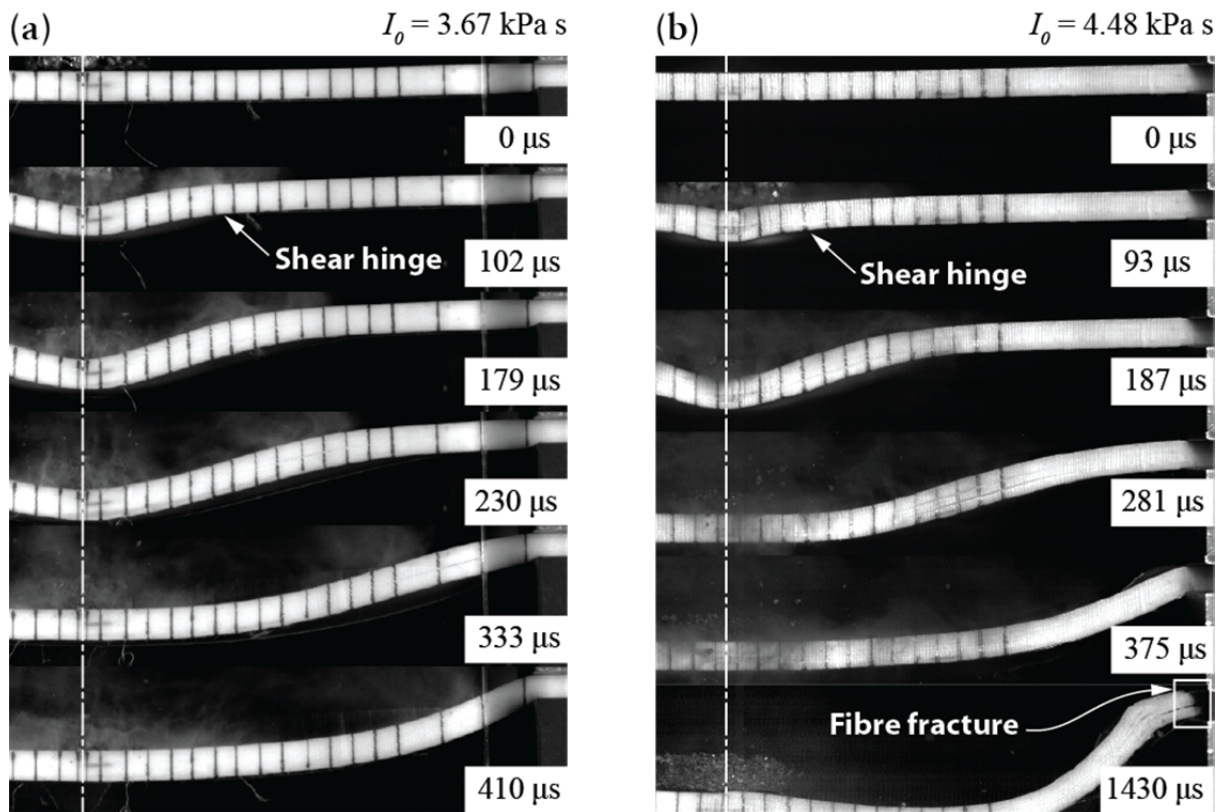 (a)
I₀ = 3.67 kPa s
0 μs
Shear hinge
102 μs
179 μs
230 μs
333 μs
410 μs
(b)
I₀ = 4.48 kPa s
0 μs
Shear hinge
93 μs
187 μs
281 μs
375 μs
Fibre fracture
1430 μs